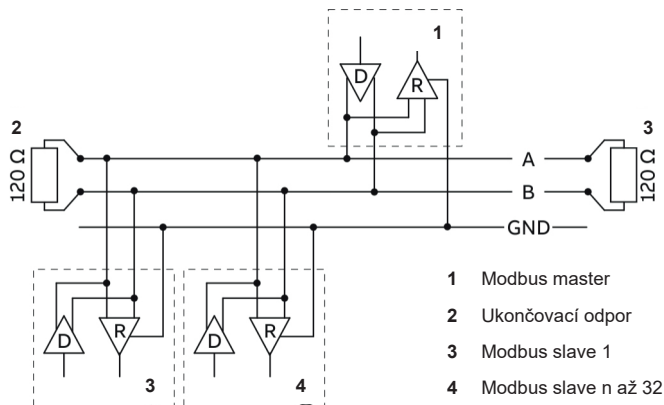 1
D
R
2
3
120 Ω
120 Ω
A
B
GND
D
R
3
D
R
4
1 Modbus master
2 Ukončovací odpor
3 Modbus slave 1
4 Modbus slave n až 32